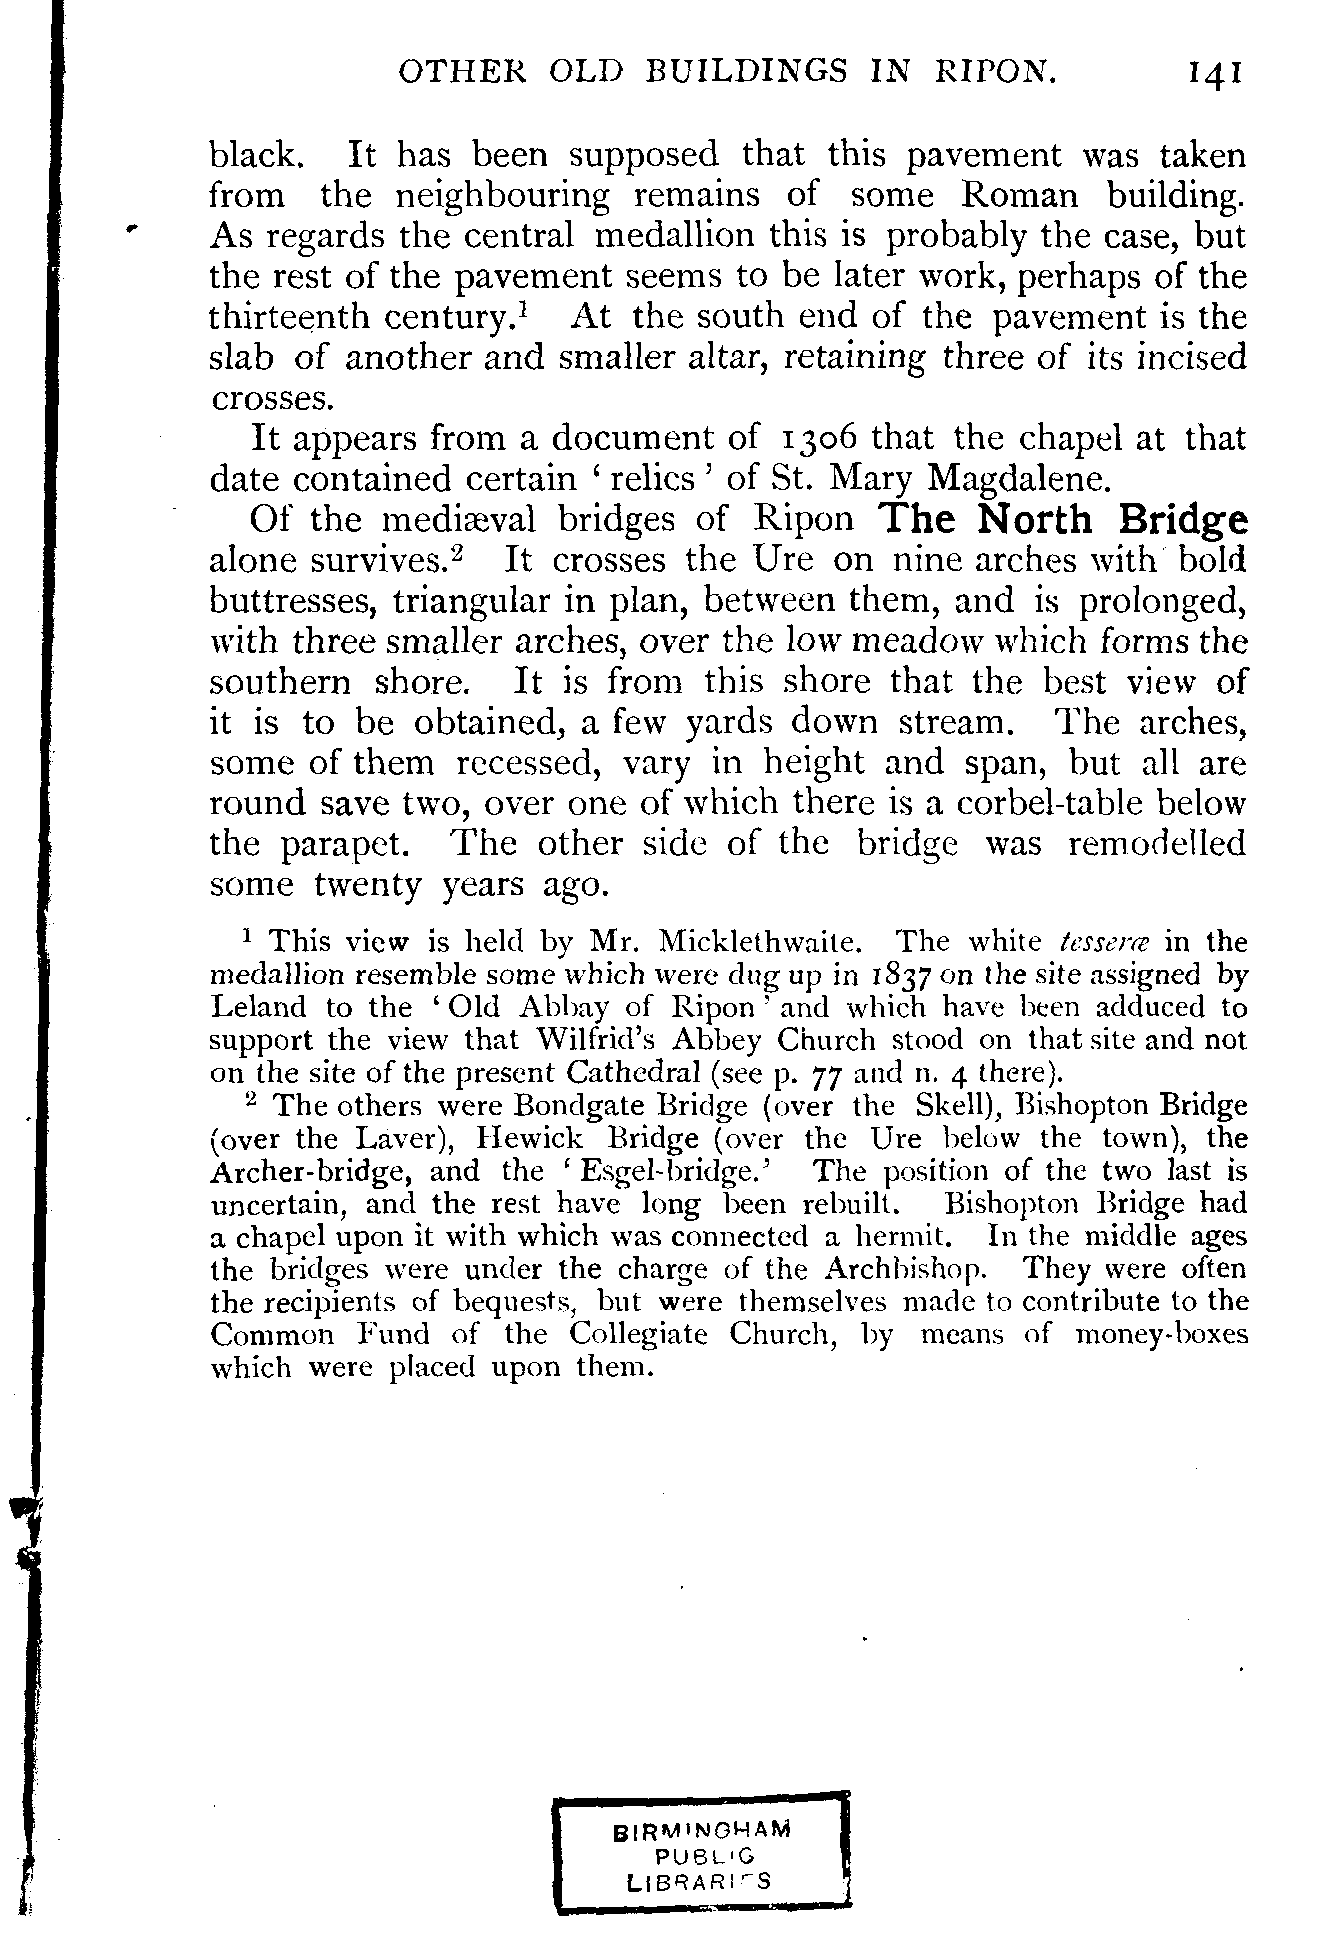 OTHER OLD BUILDINGS IN RIPON. 141
black. It has been supposed that this pavement was taken
from the neighbouring remains of some Roman building.
As regards the central medallion this is probably the case, but
the rest of the pavement seems to be later work, perhaps of the
thirteenth century.¹ At the south end of the pavement is the
slab of another and smaller altar, retaining three of its incised
crosses.
It appears from a document of 1306 that the chapel at that
date contained certain ‘ relics ’ of St. Mary Magdalene.
Of the mediæval bridges of Ripon The North Bridge
alone survives.² It crosses the Ure on nine arches with bold
buttresses, triangular in plan, between them, and is prolonged,
with three smaller arches, over the low meadow which forms the
southern shore. It is from this shore that the best view of
it is to be obtained, a few yards down stream. The arches,
some of them recessed, vary in height and span, but all are
round save two, over one of which there is a corbel-table below
the parapet. The other side of the bridge was remodelled
some twenty years ago.
¹ This view is held by Mr. Micklethwaite. The white tesseræ in the
medallion resemble some which were dug up in 1837 on the site assigned by
Leland to the ‘ Old Abbay of Ripon ’ and which have been adduced to
support the view that Wilfrid’s Abbey Church stood on that site and not
on the site of the present Cathedral (see p. 77 and n. 4 there).
² The others were Bondgate Bridge (over the Skell), Bishopton Bridge
(over the Laver), Hewick Bridge (over the Ure below the town), the
Archer-bridge, and the ‘ Esgel-bridge.’ The position of the two last is
uncertain, and the rest have long been rebuilt. Bishopton Bridge had
a chapel upon it with which was connected a hermit. In the middle ages
the bridges were under the charge of the Archbishop. They were often
the recipients of bequests, but were themselves made to contribute to the
Common Fund of the Collegiate Church, by means of money-boxes
which were placed upon them.
BIRMINGHAM
PUBLIC
LIBRARIES